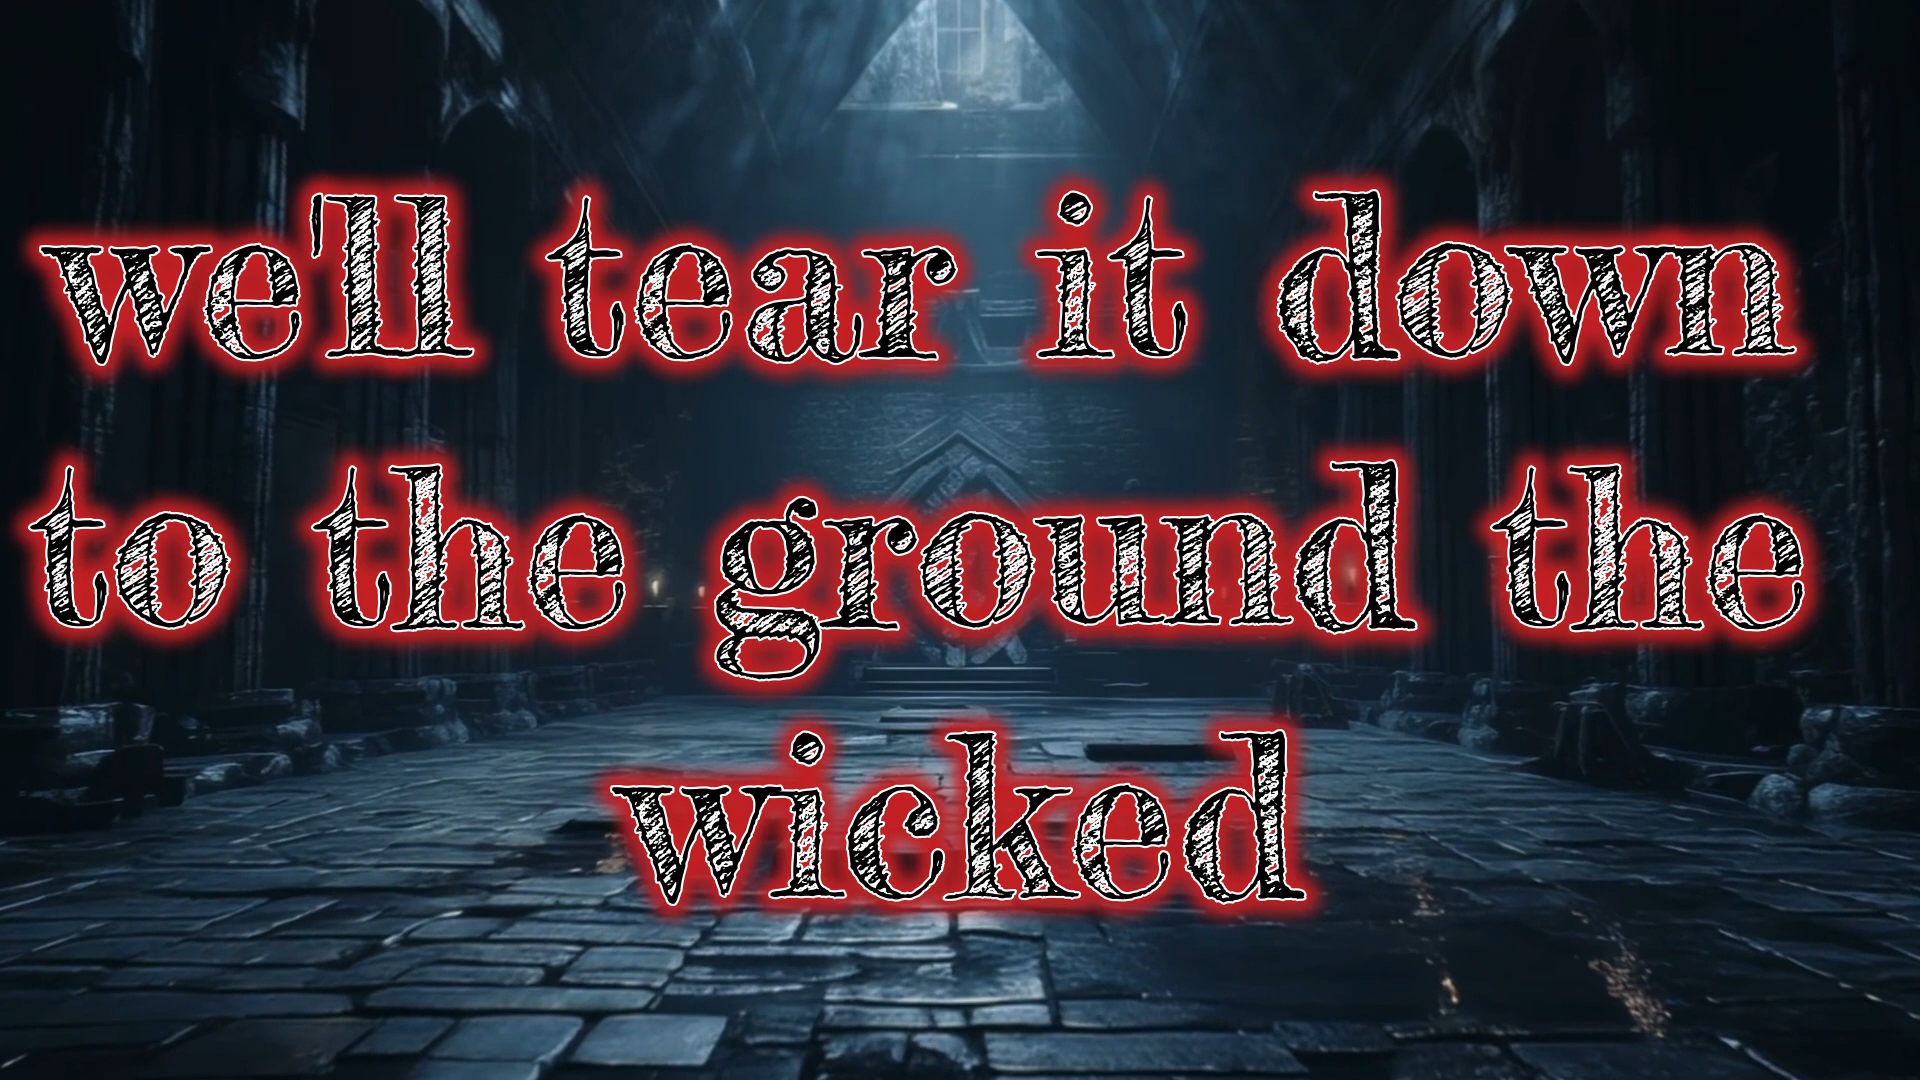 we'll tear it down
to the ground the
wicked